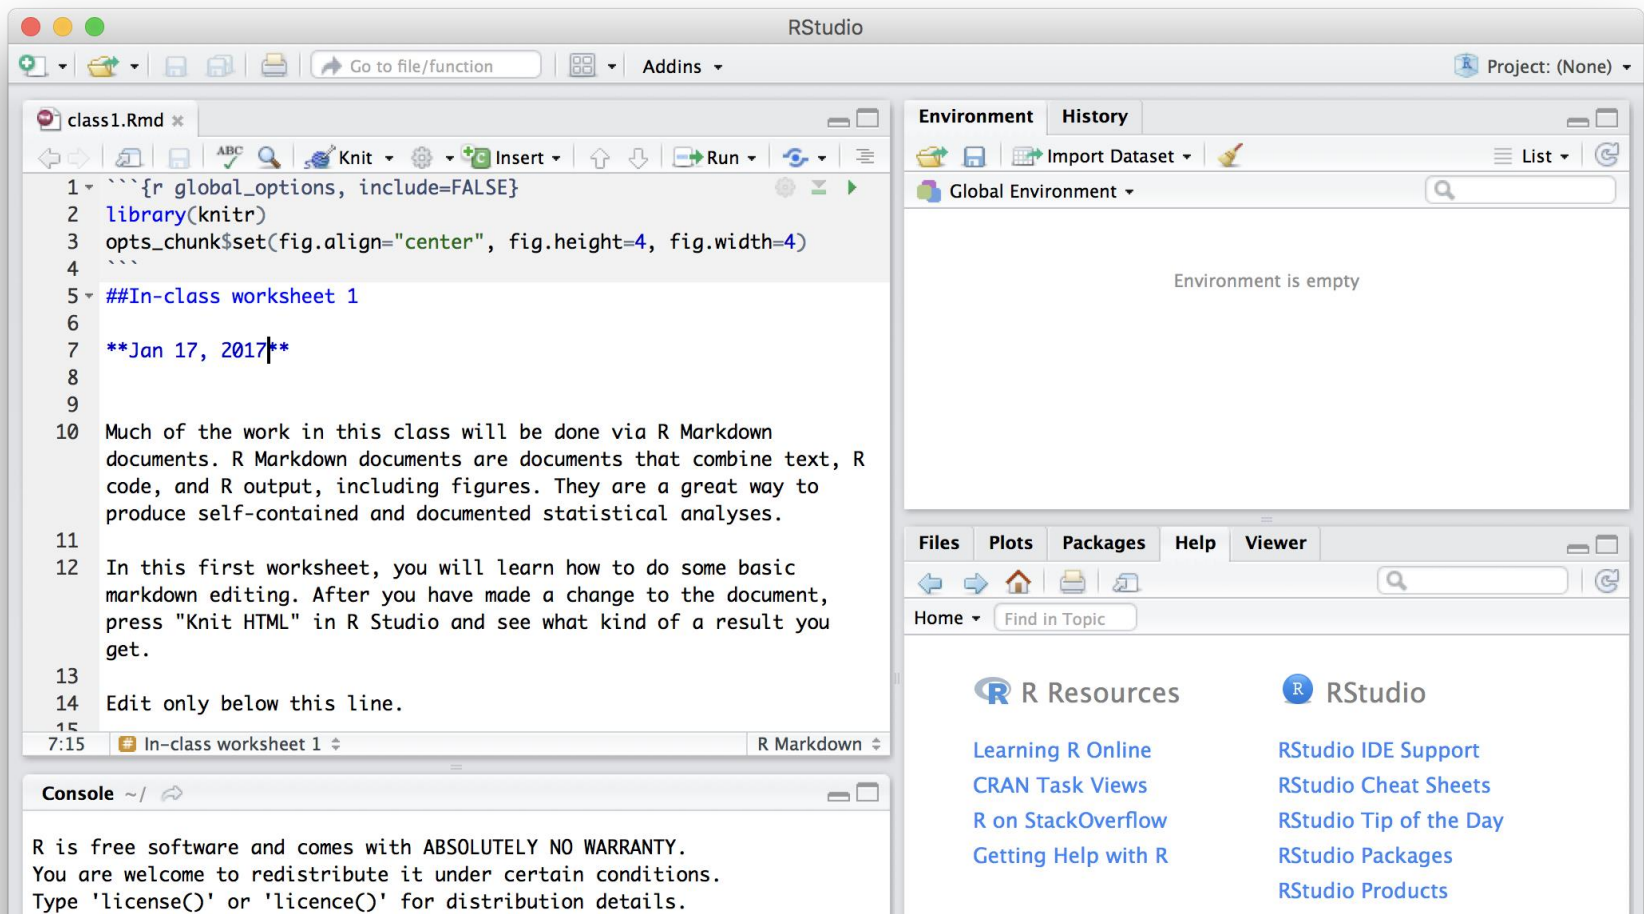 RStudio
Go to file/function
Addins
Project: (None)
class1.Rmd
ABC
Knit
Insert
Run
1 ```{r global_options, include=FALSE}
2 library(knitr)
3 opts_chunk$set(fig.align="center", fig.height=4, fig.width=4)
4 ```
5 ##In-class worksheet 1
6
7 **Jan 17, 2017**
8
9
10 Much of the work in this class will be done via R Markdown
documents. R Markdown documents are documents that combine text, R
code, and R output, including figures. They are a great way to
produce self-contained and documented statistical analyses.
11
12 In this first worksheet, you will learn how to do some basic
markdown editing. After you have made a change to the document,
press "Knit HTML" in R Studio and see what kind of a result you
get.
13
14 Edit only below this line.
15
7:15 # In-class worksheet 1 R Markdown
Console ~/
R is free software and comes with ABSOLUTELY NO WARRANTY.
You are welcome to redistribute it under certain conditions.
Type 'license()' or 'licence()' for distribution details.
Environment History
Import Dataset List
Global Environment
Environment is empty
Files Plots Packages Help Viewer
Home Find in Topic
R R Resources
Learning R Online
CRAN Task Views
R on StackOverflow
Getting Help with R
R RStudio
RStudio IDE Support
RStudio Cheat Sheets
RStudio Tip of the Day
RStudio Packages
RStudio Products